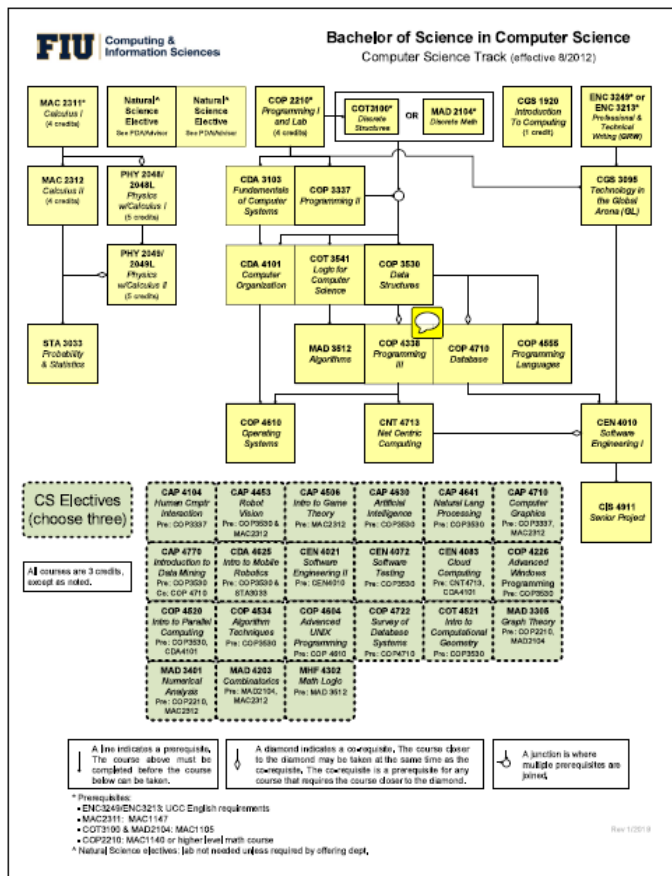 FIU Computing &
Information Sciences
Bachelor of Science in Computer Science
Computer Science Track (effective 8/2012)
MAC 2311*
Calculus I
(4 credits)
Natural^
Science
Elective
See PDA/Adviser
Natural^
Science
Elective
See PDA/Adviser
COP 2210*
Programming I
and Lab
(4 credits)
COT3100*
Discrete
Structures
OR
MAD 2104*
Discrete Math
CGS 1920
Introduction
To Computing
(1 credit)
ENC 3249* or
ENC 3213*
Professional &
Technical
Writing (GRW)
MAC 2312
Calculus II
(4 credits)
PHY 2048/
2048L
Physics
w/Calculus I
(5 credits)
CDA 3103
Fundamentals
of Computer
Systems
COP 3337
Programming II
CGS 3095
Technology in
the Global
Arena (GL)
PHY 2049/
2049L
Physics
w/Calculus II
(5 credits)
CDA 4101
Computer
Organization
COT 3541
Logic for
Computer
Science
COP 3530
Data
Structures
STA 3033
Probability
& Statistics
MAD 3512
Algorithms
COP 4338
Programming
III
COP 4710
Database
COP 4555
Programming
Languages
COP 4610
Operating
Systems
CNT 4713
Net Centric
Computing
CEN 4010
Software
Engineering I
CIS 4911
Senior Project
CS Electives
(choose three)
All courses are 3 credits,
except as noted.
CAP 4104
Human Cmptr
Interaction
Pre: COP3337
CAP 4453
Robot
Vision
Pre: COP3530 &
MAC2312
CAP 4506
Intro to Game
Theory
Pre: MAC2312
CAP 4630
Artificial
Intelligence
Pre: COP3530
CAP 4641
Natural Lang
Processing
Pre: COP3530
CAP 4710
Computer
Graphics
Pre: COP3337,
MAC2312
CAP 4770
Introduction to
Data Mining
Pre: COP3530
Co: COP 4710
CDA 4625
Intro to Mobile
Robotics
Pre: COP3530 &
STA3033
CEN 4021
Software
Engineering II
Pre: CEN4010
CEN 4072
Software
Testing
Pre: COP3530
CEN 4083
Cloud
Computing
Pre: CNT4713,
CDA4101
COP 4226
Advanced
Windows
Programming
Pre: COP3530
COP 4520
Intro to Parallel
Computing
Pre: COP3530,
CDA4101
COP 4534
Algorithm
Techniques
Pre: COP3530
COP 4604
Advanced
UNIX
Programming
Pre: COP 4610
COP 4722
Survey of
Database
Systems
Pre: COP4710
COT 4521
Intro to
Computational
Geometry
Pre: COP3530
MAD 3305
Graph Theory
Pre: COP2210,
MAD2104
MAD 3401
Numerical
Analysis
Pre: COP2210,
MAC2312
MAD 4203
Combinatorics
Pre: MAD2104,
MAC2312
MHF 4302
Math Logic
Pre: MAD 3512
A line indicates a prerequisite.
The course above must be
completed before the course
below can be taken.
A diamond indicates a co-requisite. The course closer
to the diamond may be taken at the same time as the
co-requisite. The co-requisite is a prerequisite for any
course that requires the course closer to the diamond.
A junction is where
multiple prerequisites are
joined.
* Prerequisites:
• ENC3249/ENC3213: UCC English requirements
• MAC2311: MAC1147
• COT3100 & MAD2104: MAC1105
• COP2210: MAC1140 or higher level math course
^ Natural Science electives: lab not needed unless required by offering dept.